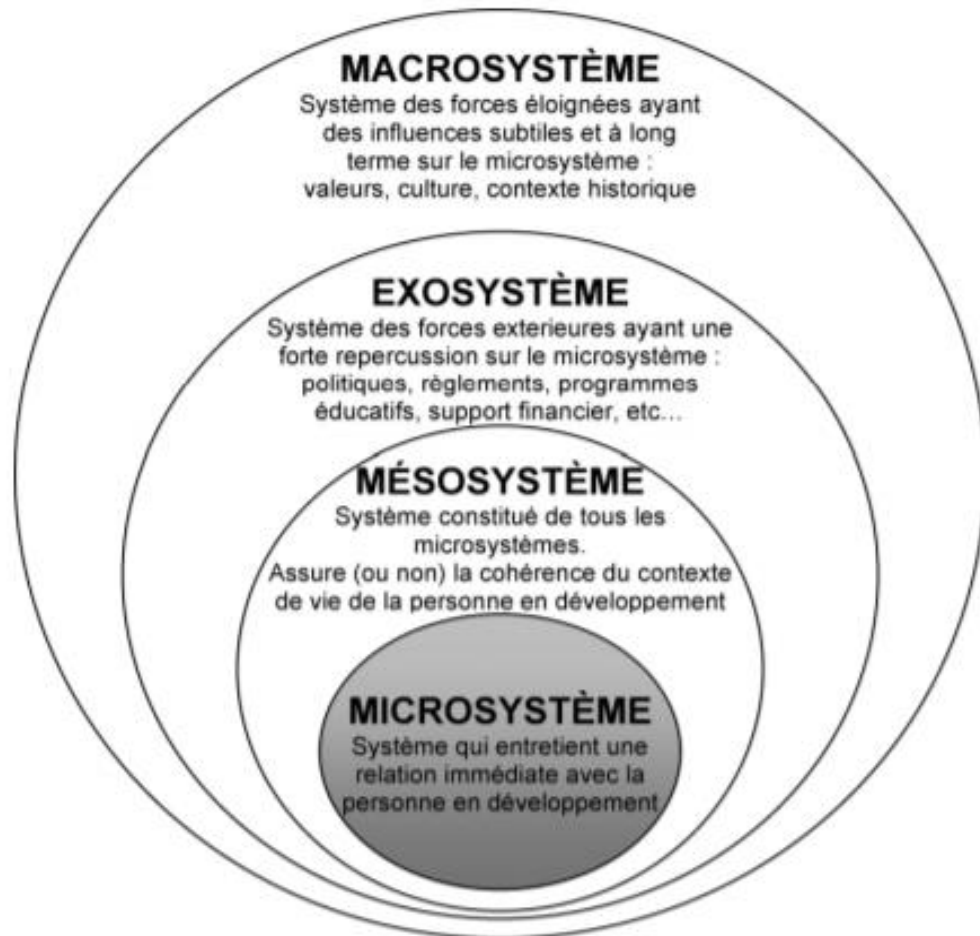 MACROSYSTÈME
Système des forces éloignées ayant
des influences subtiles et à long
terme sur le microsystème :
valeurs, culture, contexte historique
EXOSYSTÈME
Système des forces exterieures ayant une
forte repercussion sur le microsystème :
politiques, règlements, programmes
éducatifs, support financier, etc...
MÉSOSYSTÈME
Système constitué de tous les
microsystèmes.
Assure (ou non) la cohérence du contexte
de vie de la personne en développement
MICROSYSTÈME
Système qui entretient une
relation immédiate avec la
personne en développement